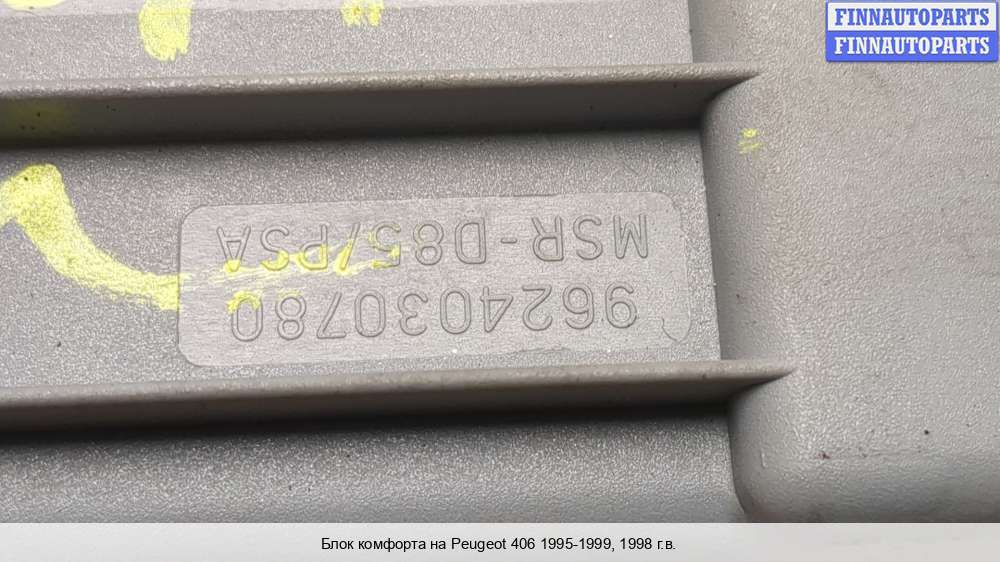 FINNAUTOPARTS
FINNAUTOPARTS
9624030780
MSR-D85/PSA
Блок комфорта на Peugeot 406 1995-1999, 1998 г.в.